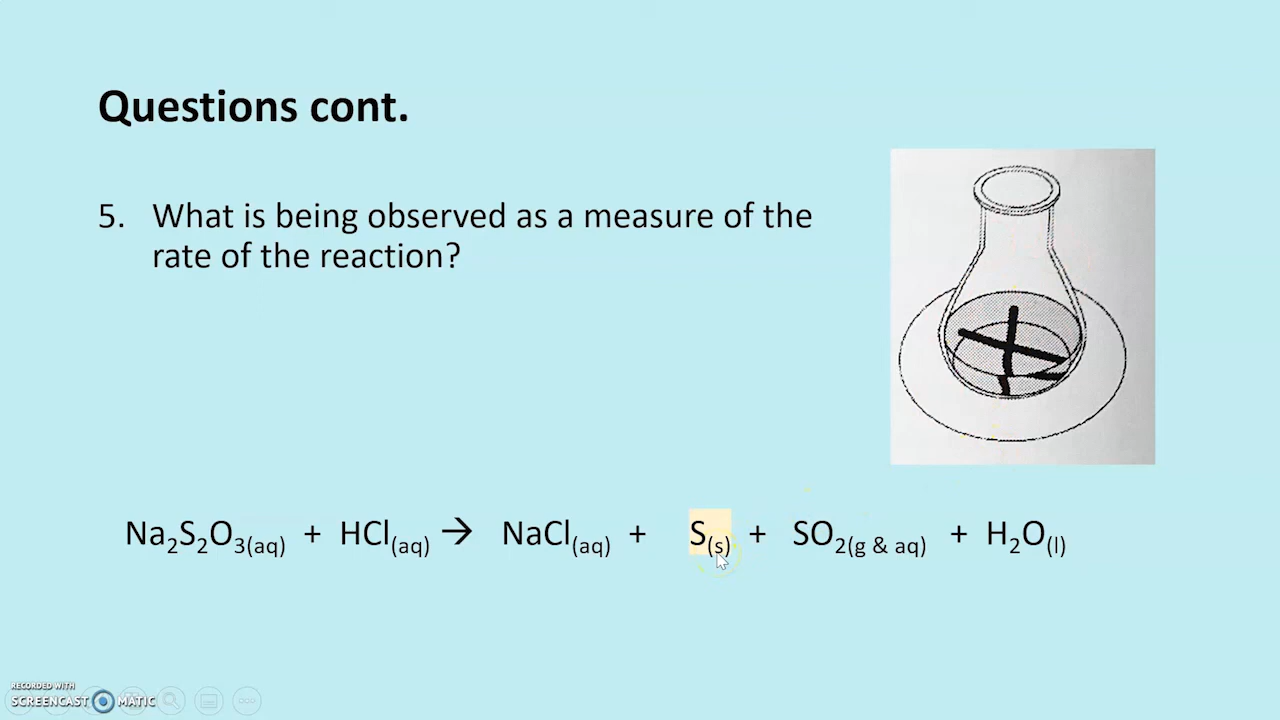 Questions cont.
5. What is being observed as a measure of the
rate of the reaction?
Na₂S₂O₃(aq) + HCl(aq) → NaCl(aq) + S(s) + SO₂(g & aq) + H₂O(l)
RECORDED WITH
SCREENCAST MATIC